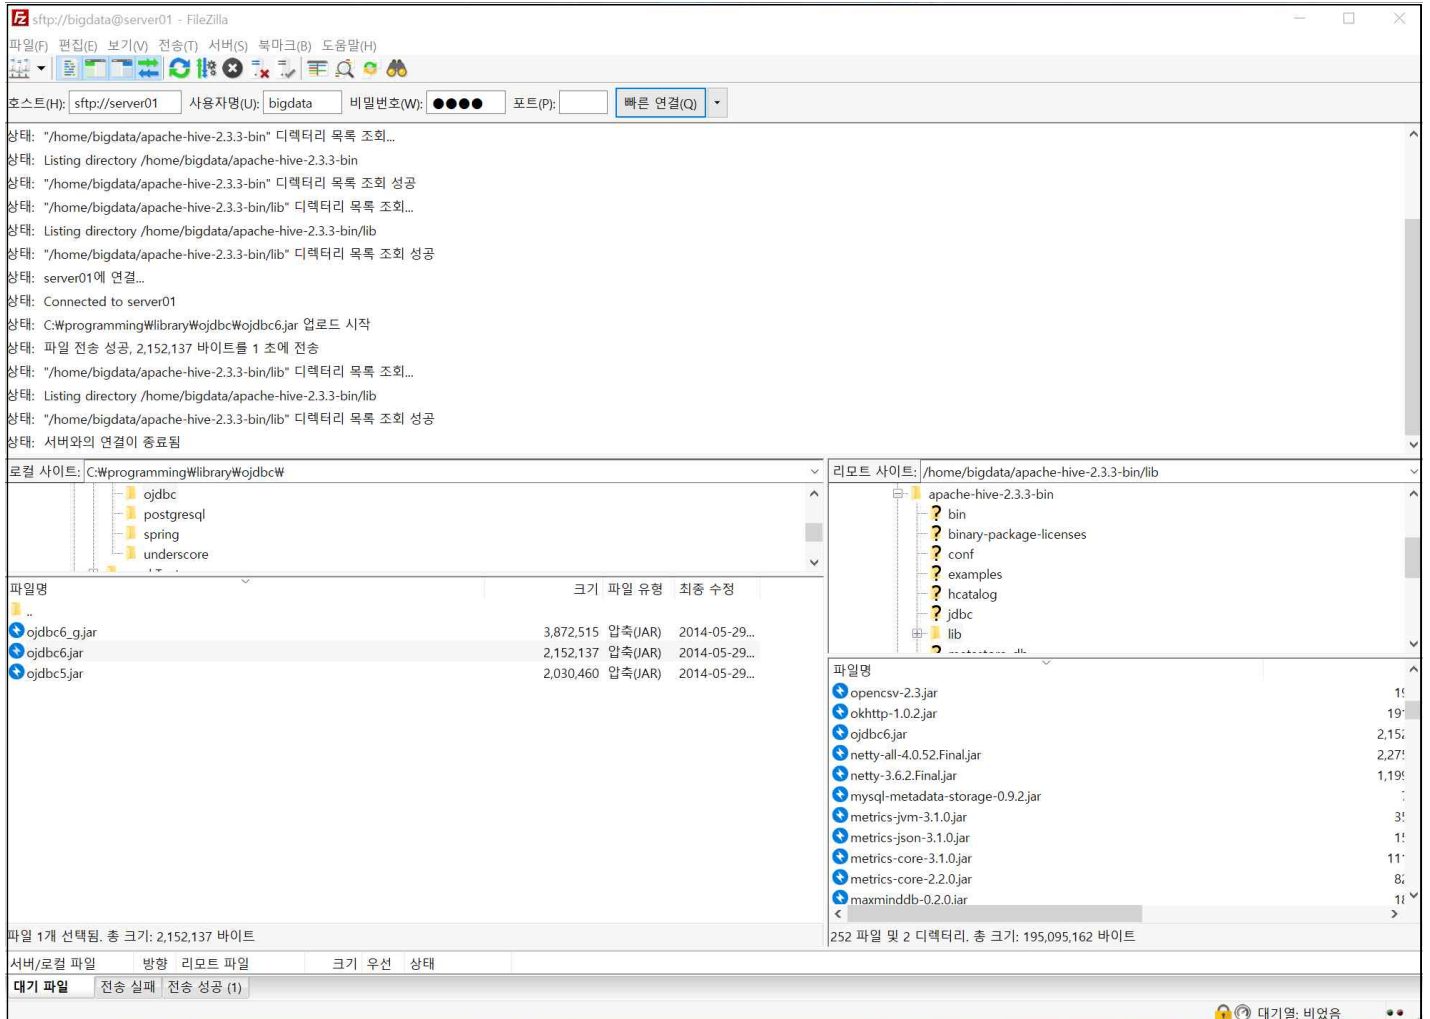 sftp://bigdata@server01 - FileZilla
파일(F) 편집(E) 보기(V) 전송(T) 서버(S) 북마크(B) 도움말(H)
호스트(H): sftp://server01 사용자명(U): bigdata 비밀번호(W): ●●●● 포트(P): 빠른 연결(Q)
상태: "/home/bigdata/apache-hive-2.3.3-bin" 디렉터리 목록 조회...
상태: Listing directory /home/bigdata/apache-hive-2.3.3-bin
상태: "/home/bigdata/apache-hive-2.3.3-bin" 디렉터리 목록 조회 성공
상태: "/home/bigdata/apache-hive-2.3.3-bin/lib" 디렉터리 목록 조회...
상태: Listing directory /home/bigdata/apache-hive-2.3.3-bin/lib
상태: "/home/bigdata/apache-hive-2.3.3-bin/lib" 디렉터리 목록 조회 성공
상태: server01에 연결...
상태: Connected to server01
상태: C:₩programming₩library₩ojdbc₩ojdbc6.jar 업로드 시작
상태: 파일 전송 성공, 2,152,137 바이트를 1 초에 전송
상태: "/home/bigdata/apache-hive-2.3.3-bin/lib" 디렉터리 목록 조회...
상태: Listing directory /home/bigdata/apache-hive-2.3.3-bin/lib
상태: "/home/bigdata/apache-hive-2.3.3-bin/lib" 디렉터리 목록 조회 성공
상태: 서버와의 연결이 종료됨
로컬 사이트: C:₩programming₩library₩ojdbc₩
ojdbc
postgresql
spring
underscore
파일명 크기 파일 유형 최종 수정
..
ojdbc6_g.jar 3,872,515 압축(JAR) 2014-05-29...
ojdbc6.jar 2,152,137 압축(JAR) 2014-05-29...
ojdbc5.jar 2,030,460 압축(JAR) 2014-05-29...
파일 1개 선택됨. 총 크기: 2,152,137 바이트
리모트 사이트: /home/bigdata/apache-hive-2.3.3-bin/lib
apache-hive-2.3.3-bin
bin
binary-package-licenses
conf
examples
hcatalog
jdbc
lib
파일명
opencsv-2.3.jar
okhttp-1.0.2.jar
ojdbc6.jar
netty-all-4.0.52.Final.jar
netty-3.6.2.Final.jar
mysql-metadata-storage-0.9.2.jar
metrics-jvm-3.1.0.jar
metrics-json-3.1.0.jar
metrics-core-3.1.0.jar
metrics-core-2.2.0.jar
maxminddb-0.2.0.jar
252 파일 및 2 디렉터리. 총 크기: 195,095,162 바이트
서버/로컬 파일 방향 리모트 파일 크기 우선 상태
대기 파일 전송 실패 전송 성공 (1)
대기열: 비었음